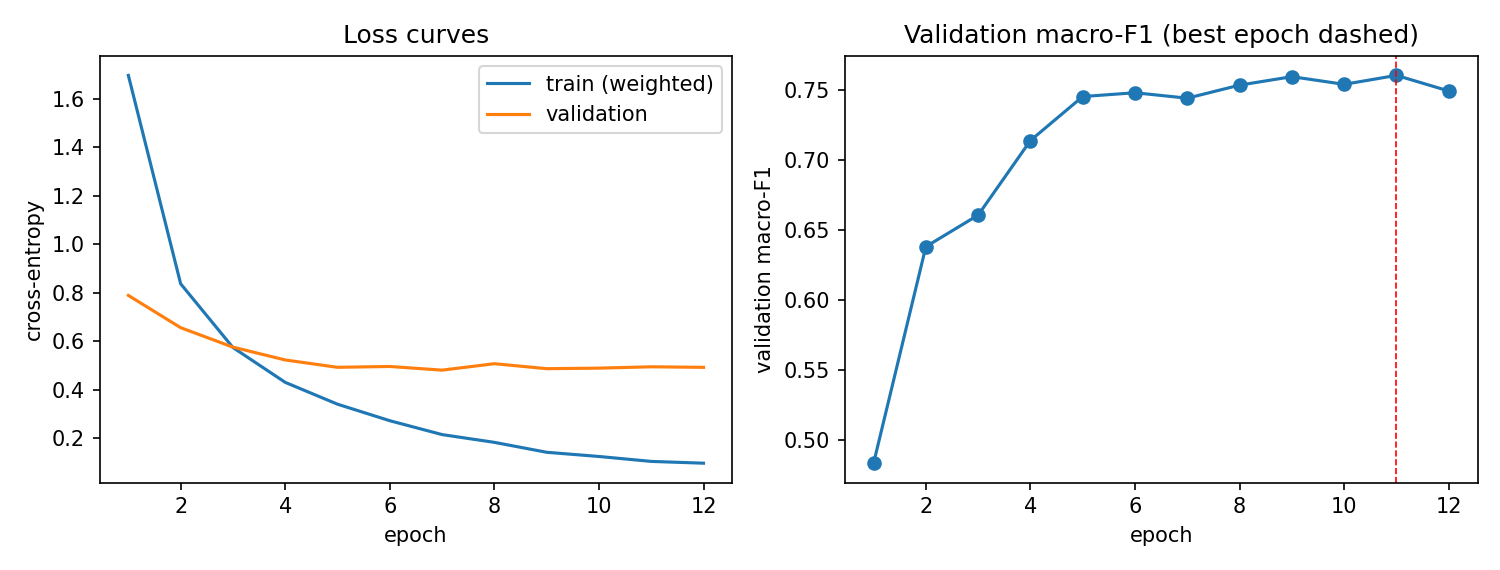 Loss curves
train (weighted)
validation
cross-entropy
1.6
1.4
1.2
1.0
0.8
0.6
0.4
0.2
2 4 6 8 10 12
epoch
Validation macro-F1 (best epoch dashed)
validation macro-F1
0.75
0.70
0.65
0.60
0.55
0.50
2 4 6 8 10 12
epoch